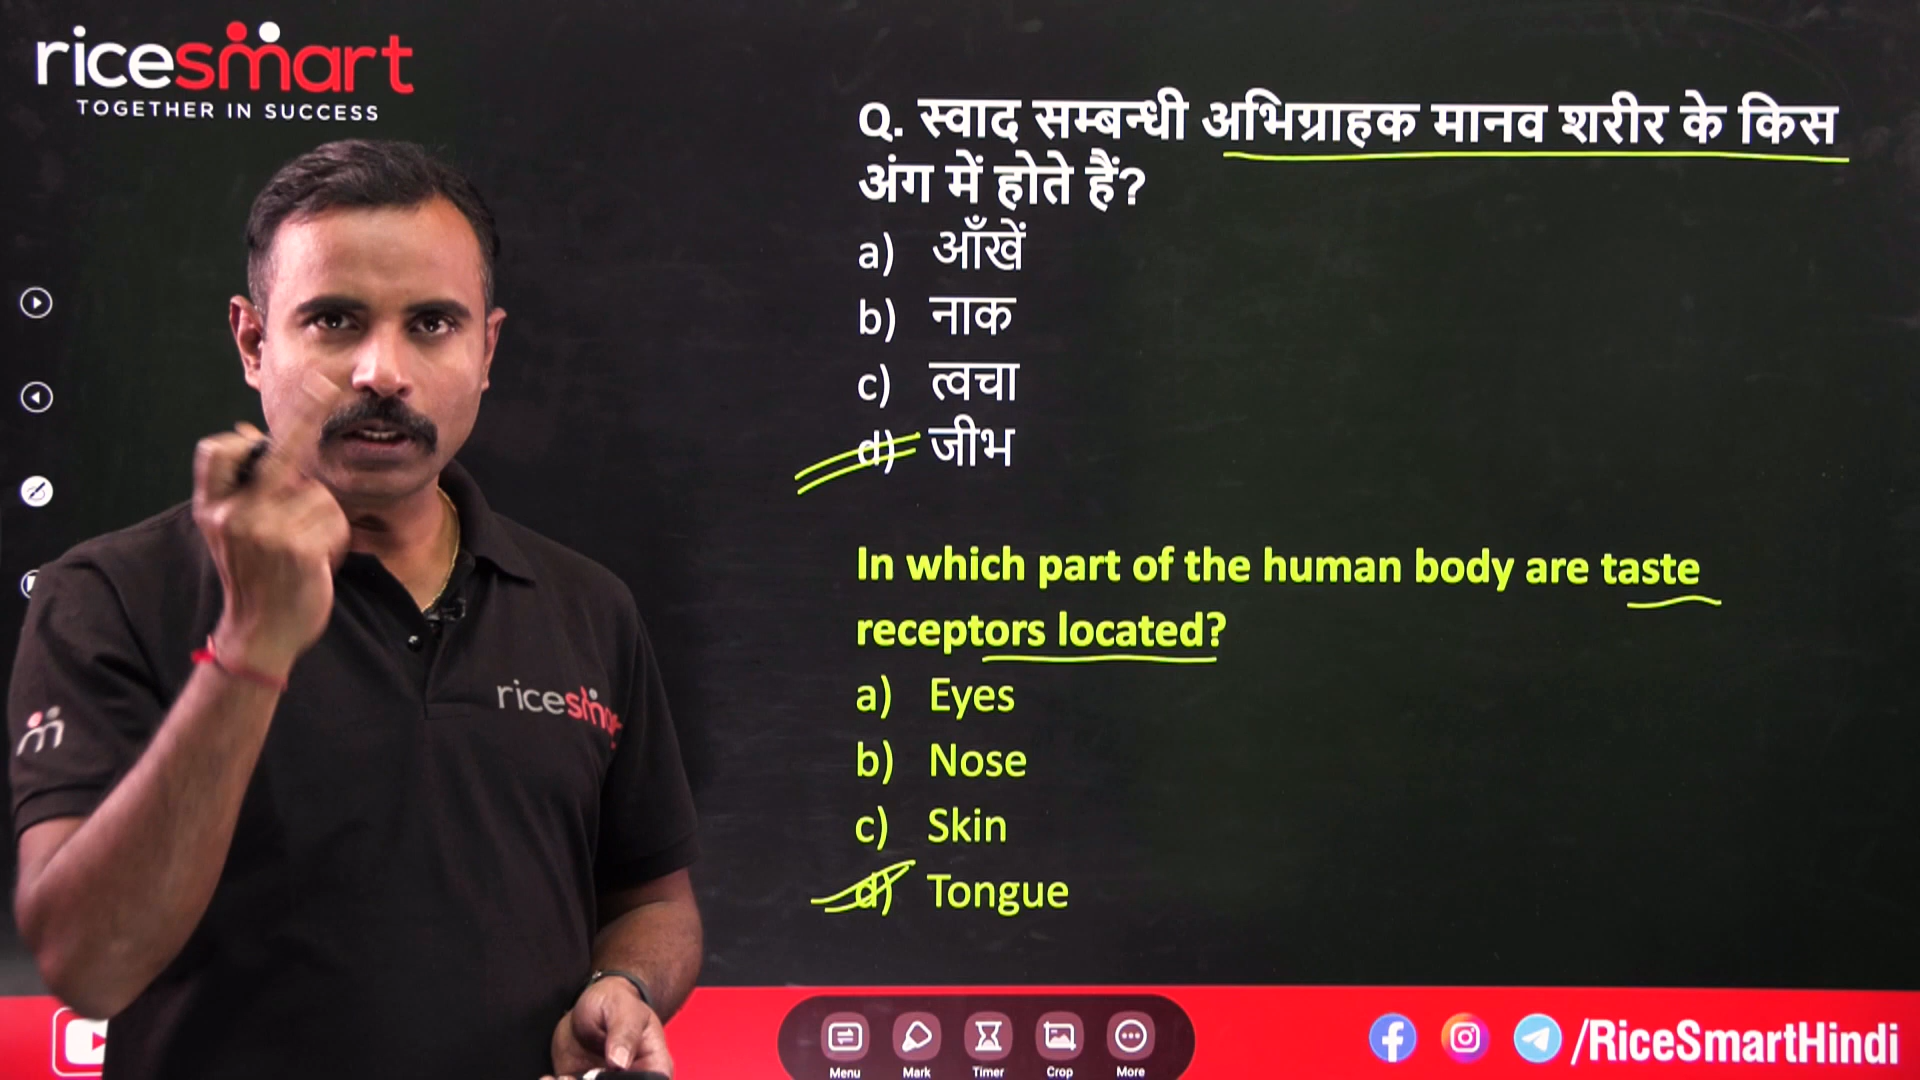 ricesmart
TOGETHER IN SUCCESS
Q. स्वाद सम्बन्धी अभिग्राहक मानव शरीर के किस
अंग में होते हैं?
a) आँखें
b) नाक
c) त्वचा
d) जीभ
In which part of the human body are taste
receptors located?
a) Eyes
b) Nose
c) Skin
d) Tongue
ricesmart
Menu
Mark
Timer
Crop
More
/RiceSmartHindi